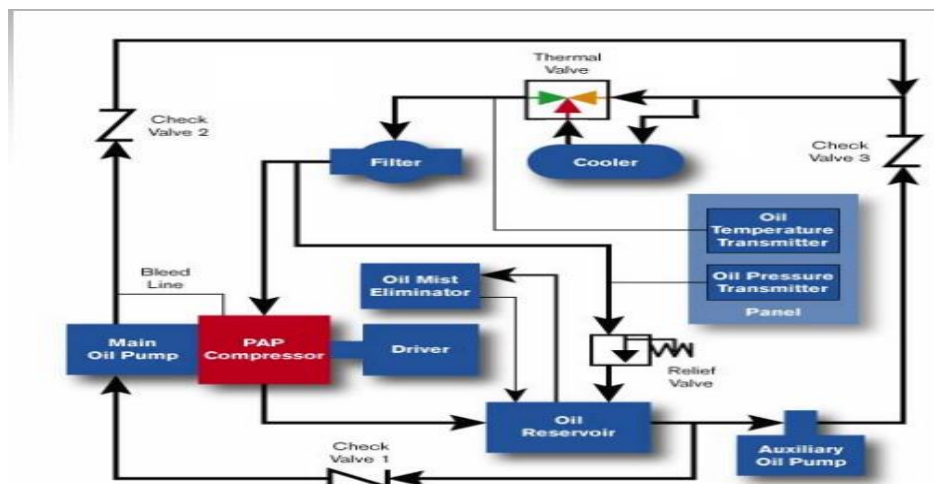 Thermal
Valve
Check
Valve 2
Filter
Cooler
Check
Valve 3
Oil
Temperature
Transmitter
Oil Pressure
Transmitter
Panel
Bleed
Line
Oil Mist
Eliminator
Main
Oil Pump
PAP
Compressor
Driver
Relief
Valve
Oil
Reservoir
Auxiliary
Oil Pump
Check
Valve 1